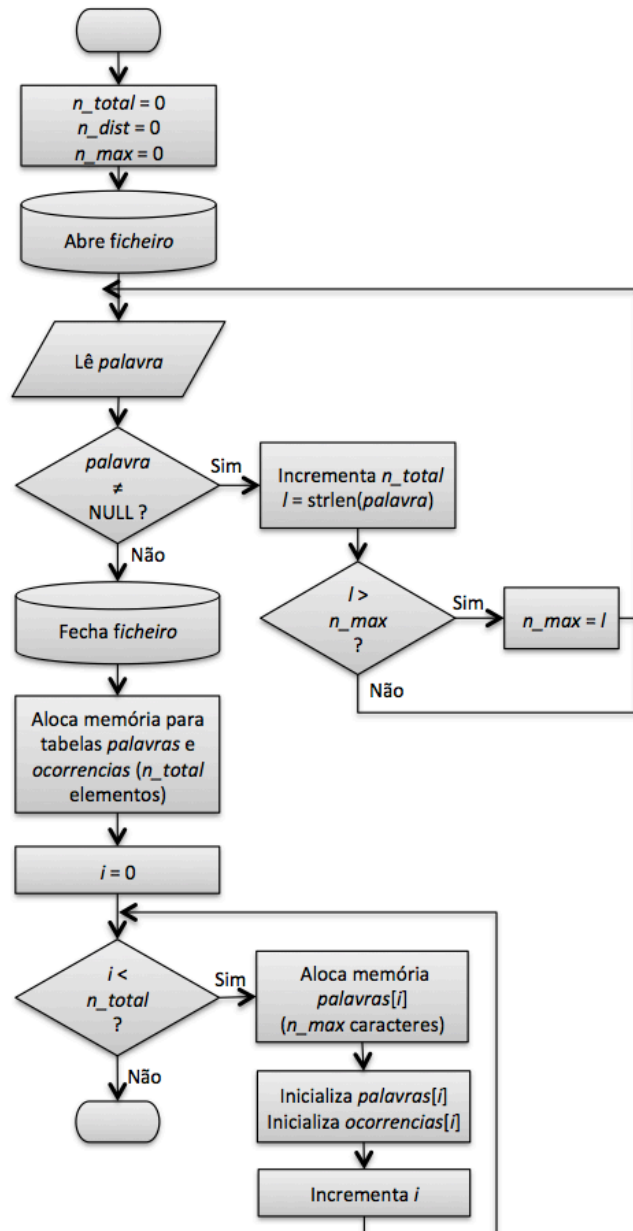 n_total = 0
n_dist = 0
n_max = 0
Abre ficheiro
Lê palavra
palavra
≠
NULL ?
Sim
Incrementa n_total
l = strlen(palavra)
Não
l >
n_max
?
Sim
n_max = l
Não
Fecha ficheiro
Aloca memória para
tabelas palavras e
ocorrencias (n_total
elementos)
i = 0
i <
n_total
?
Sim
Aloca memória
palavras[i]
(n_max caracteres)
Não
Inicializa palavras[i]
Inicializa ocorrencias[i]
Incrementa i